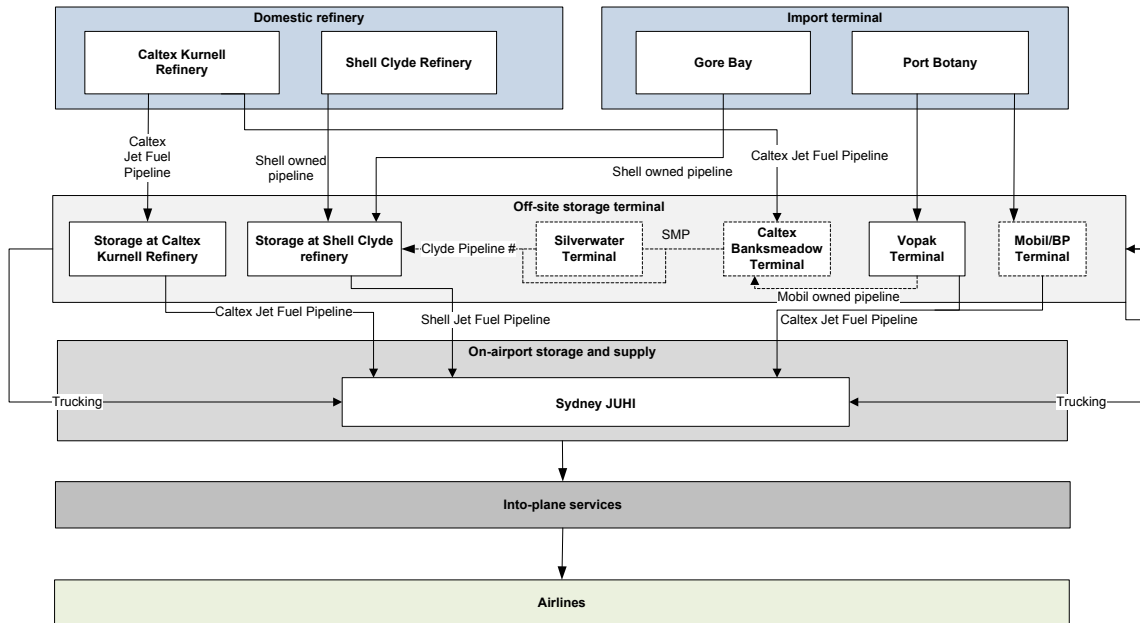 Domestic refinery
Import terminal
Caltex Kurnell
Refinery
Shell Clyde Refinery
Gore Bay
Port Botany
Caltex
Jet Fuel
Pipeline
Shell owned
pipeline
Shell owned pipeline
Caltex Jet Fuel Pipeline
Off-site storage terminal
Storage at Caltex
Kurnell Refinery
Storage at Shell Clyde
refinery
Clyde Pipeline #
Silverwater
Terminal
SMP
Caltex
Banksmeadow
Terminal
Vopak
Terminal
Mobil/BP
Terminal
Mobil owned pipeline
Caltex Jet Fuel Pipeline
Shell Jet Fuel Pipeline
Caltex Jet Fuel Pipeline
On-airport storage and supply
Trucking
Sydney JUHI
Trucking
Into-plane services
Airlines